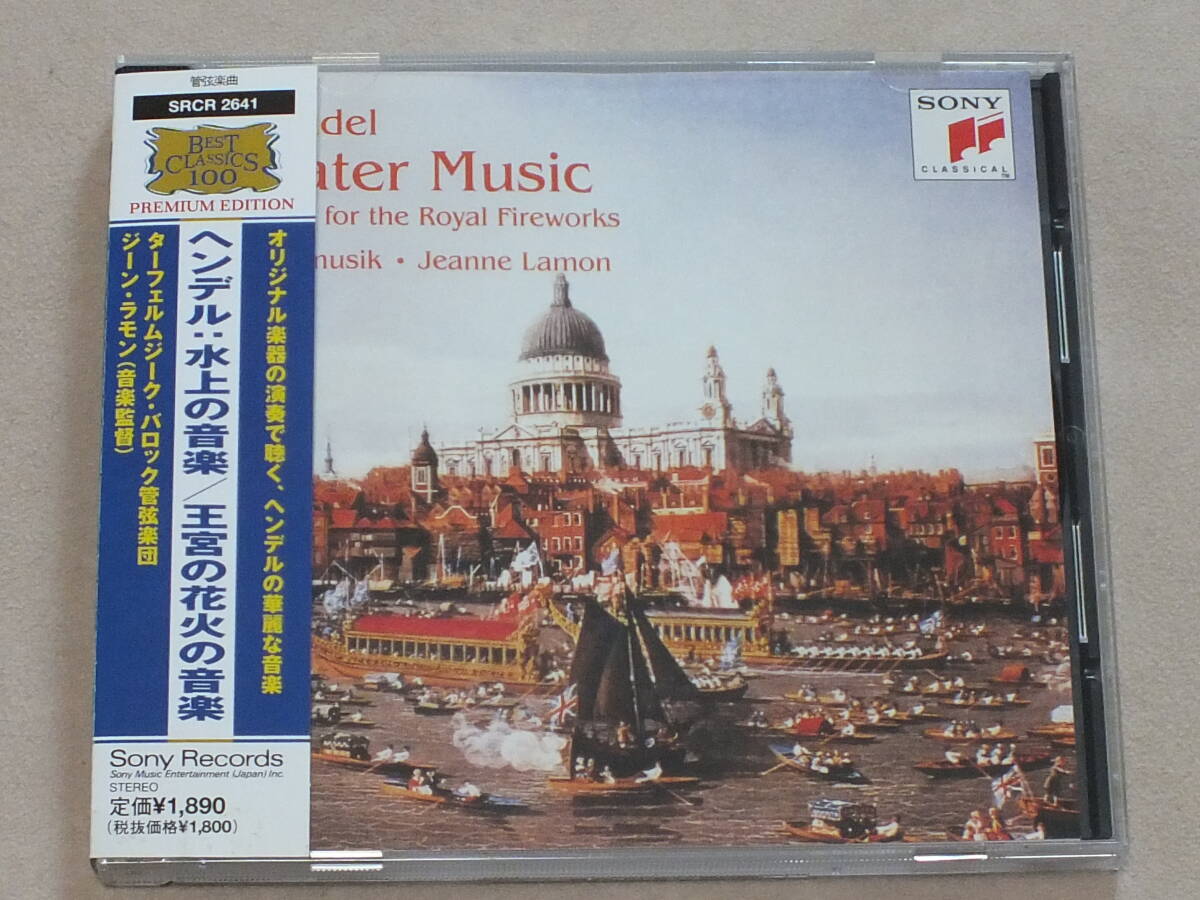 管弦楽曲
SRCR 2641
BEST
CLASSICS
100
PREMIUM EDITION
オリジナル楽器の演奏で聴く、ヘンデルの華麗な音楽
ヘンデル:水上の音楽/王宮の花火の音楽
ターフェルムジーク・バロック管弦楽団
ジーン・ラモン(音楽監督)
Sony Records
Sony Music Entertainment (Japan) Inc.
STEREO
定価¥1,890
(税抜価格¥1,800)
del
ater Music
for the Royal Fireworks
musik • Jeanne Lamon
SONY
CLASSICAL
TM